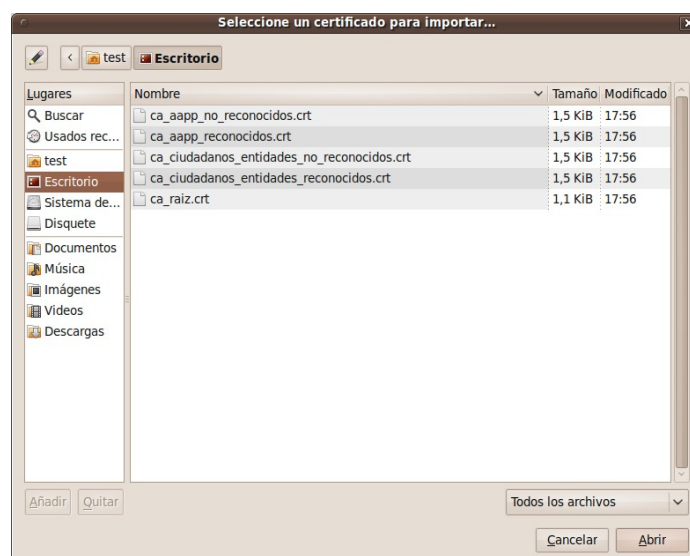 Seleccione un certificado para importar...
test Escritorio
Lugares
Buscar
Usados rec...
test
Escritorio
Sistema de...
Disquete
Documentos
Música
Imágenes
Videos
Descargas
Nombre Tamaño Modificado
ca_aapp_no_reconocidos.crt 1,5 KiB 17:56
ca_aapp_reconocidos.crt 1,5 KiB 17:56
ca_ciudadanos_entidades_no_reconocidos.crt 1,5 KiB 17:56
ca_ciudadanos_entidades_reconocidos.crt 1,5 KiB 17:56
ca_raiz.crt 1,1 KiB 17:56
Añadir Quitar
Todos los archivos
Cancelar Abrir